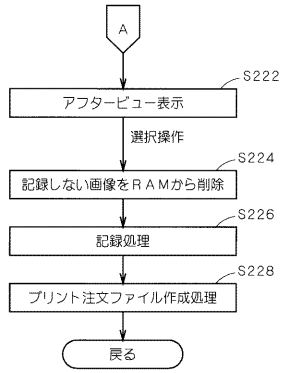 A
S222
アフタービュー表示
選択操作
S224
記録しない画像をRAMから削除
S226
記録処理
S228
プリント注文ファイル作成処理
戻る